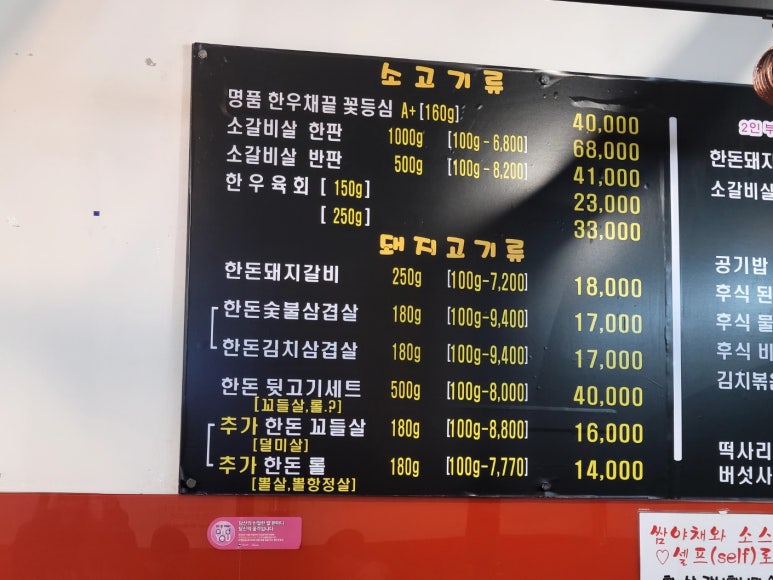 소고기류
명품 한우채끝 꽃등심 A+[160g] 40,000
소갈비살 한판 1000g [100g-6,800] 68,000
소갈비살 반판 500g [100g-8,200] 41,000
한우육회 [ 150g ] 23,000
[ 250g ] 33,000
돼지고기류
한돈돼지갈비 250g [100g-7,200] 18,000
한돈숯불삼겹살 180g [100g-9,400] 17,000
한돈김치삼겹살 180g [100g-9,400] 17,000
한돈 뒷고기세트 500g [100g-8,000] 40,000
[꼬들살,롤.?]
추가 한돈 꼬들살 180g [100g-8,800] 16,000
[덜미살]
추가 한돈 롤 180g [100g-7,770] 14,000
[뽈살,뽈항정살]
2인
한돈돼지
소갈비살
공기밥
후식 된
후식 물
후식 비
김치볶음
떡사리
버섯사
쌈야채와 소스
♡셀프(self)로